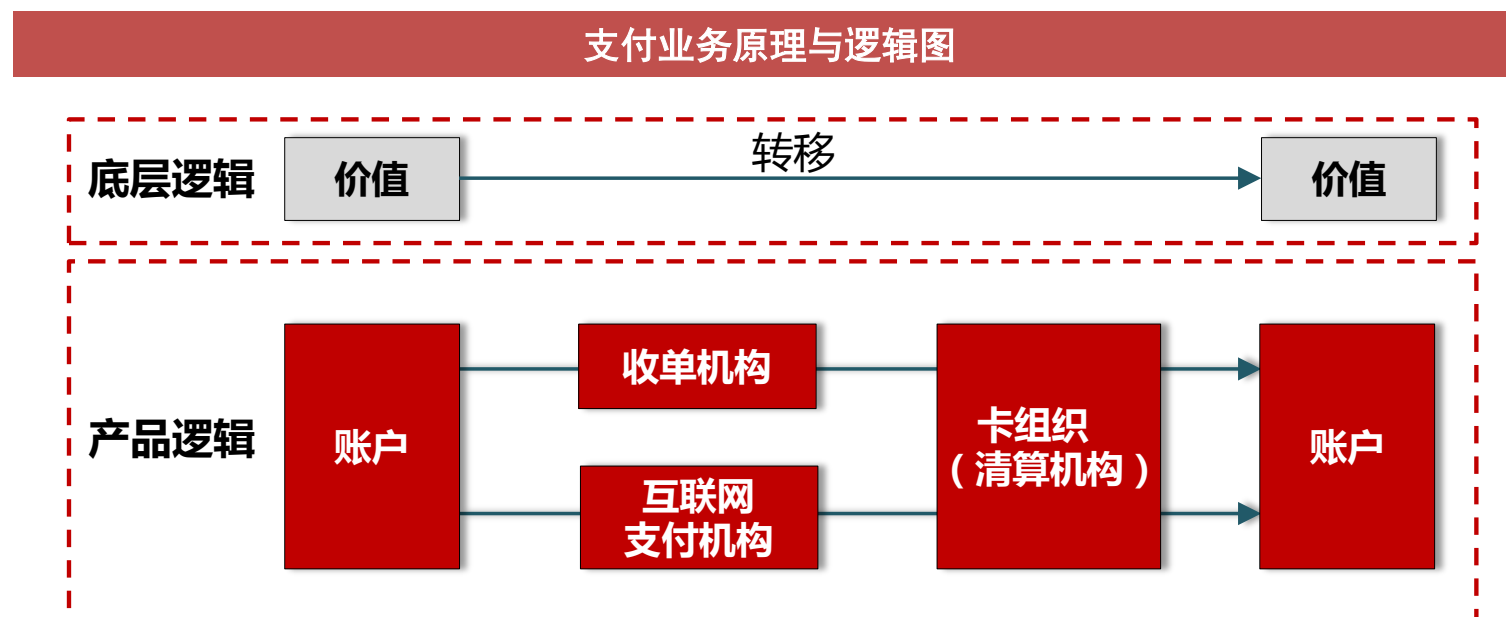 支付业务原理与逻辑图
转移
底层逻辑
价值
价值
产品逻辑
账户
收单机构
互联网
支付机构
卡组织
（清算机构）
账户